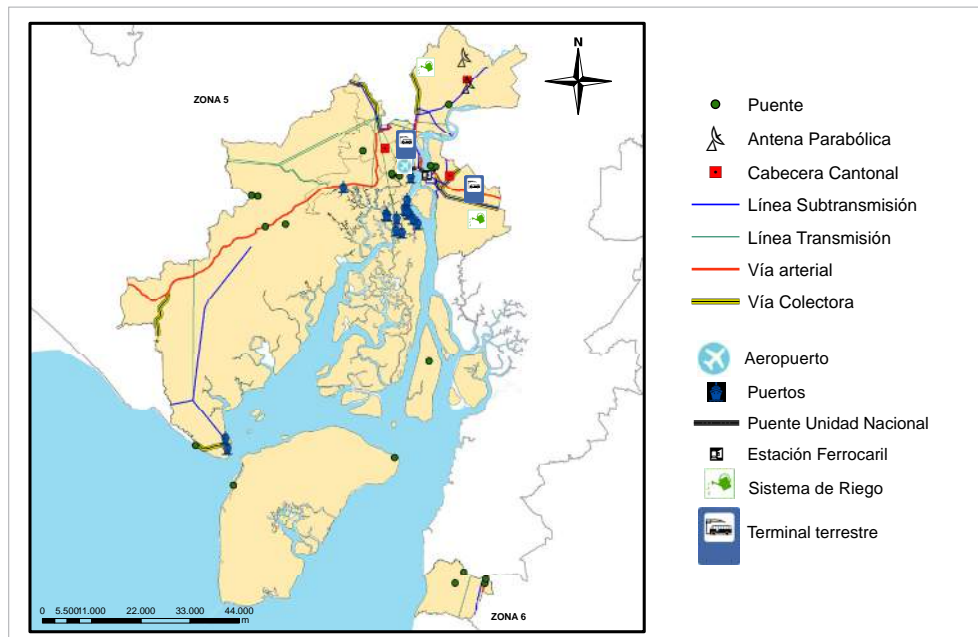 N
ZONA 5
Puente
Antena Parabólica
Cabecera Cantonal
Línea Subtransmisión
Línea Transmisión
Vía arterial
Vía Colectora
Aeropuerto
Puertos
Puente Unidad Nacional
Estación Ferrocaril
Sistema de Riego
Terminal terrestre
0 5.500 11.000 22.000 33.000 44.000
m
ZONA 6